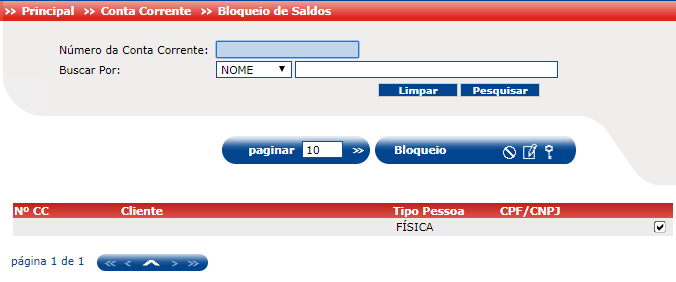 »» Principal »» Conta Corrente »» Bloqueio de Saldos
Número da Conta Corrente:
Buscar Por: NOME
Limpar Pesquisar
paginar 10 >> Bloqueio
Nº CC Cliente Tipo Pessoa CPF/CNPJ
FÍSICA
página 1 de 1 << < > >>